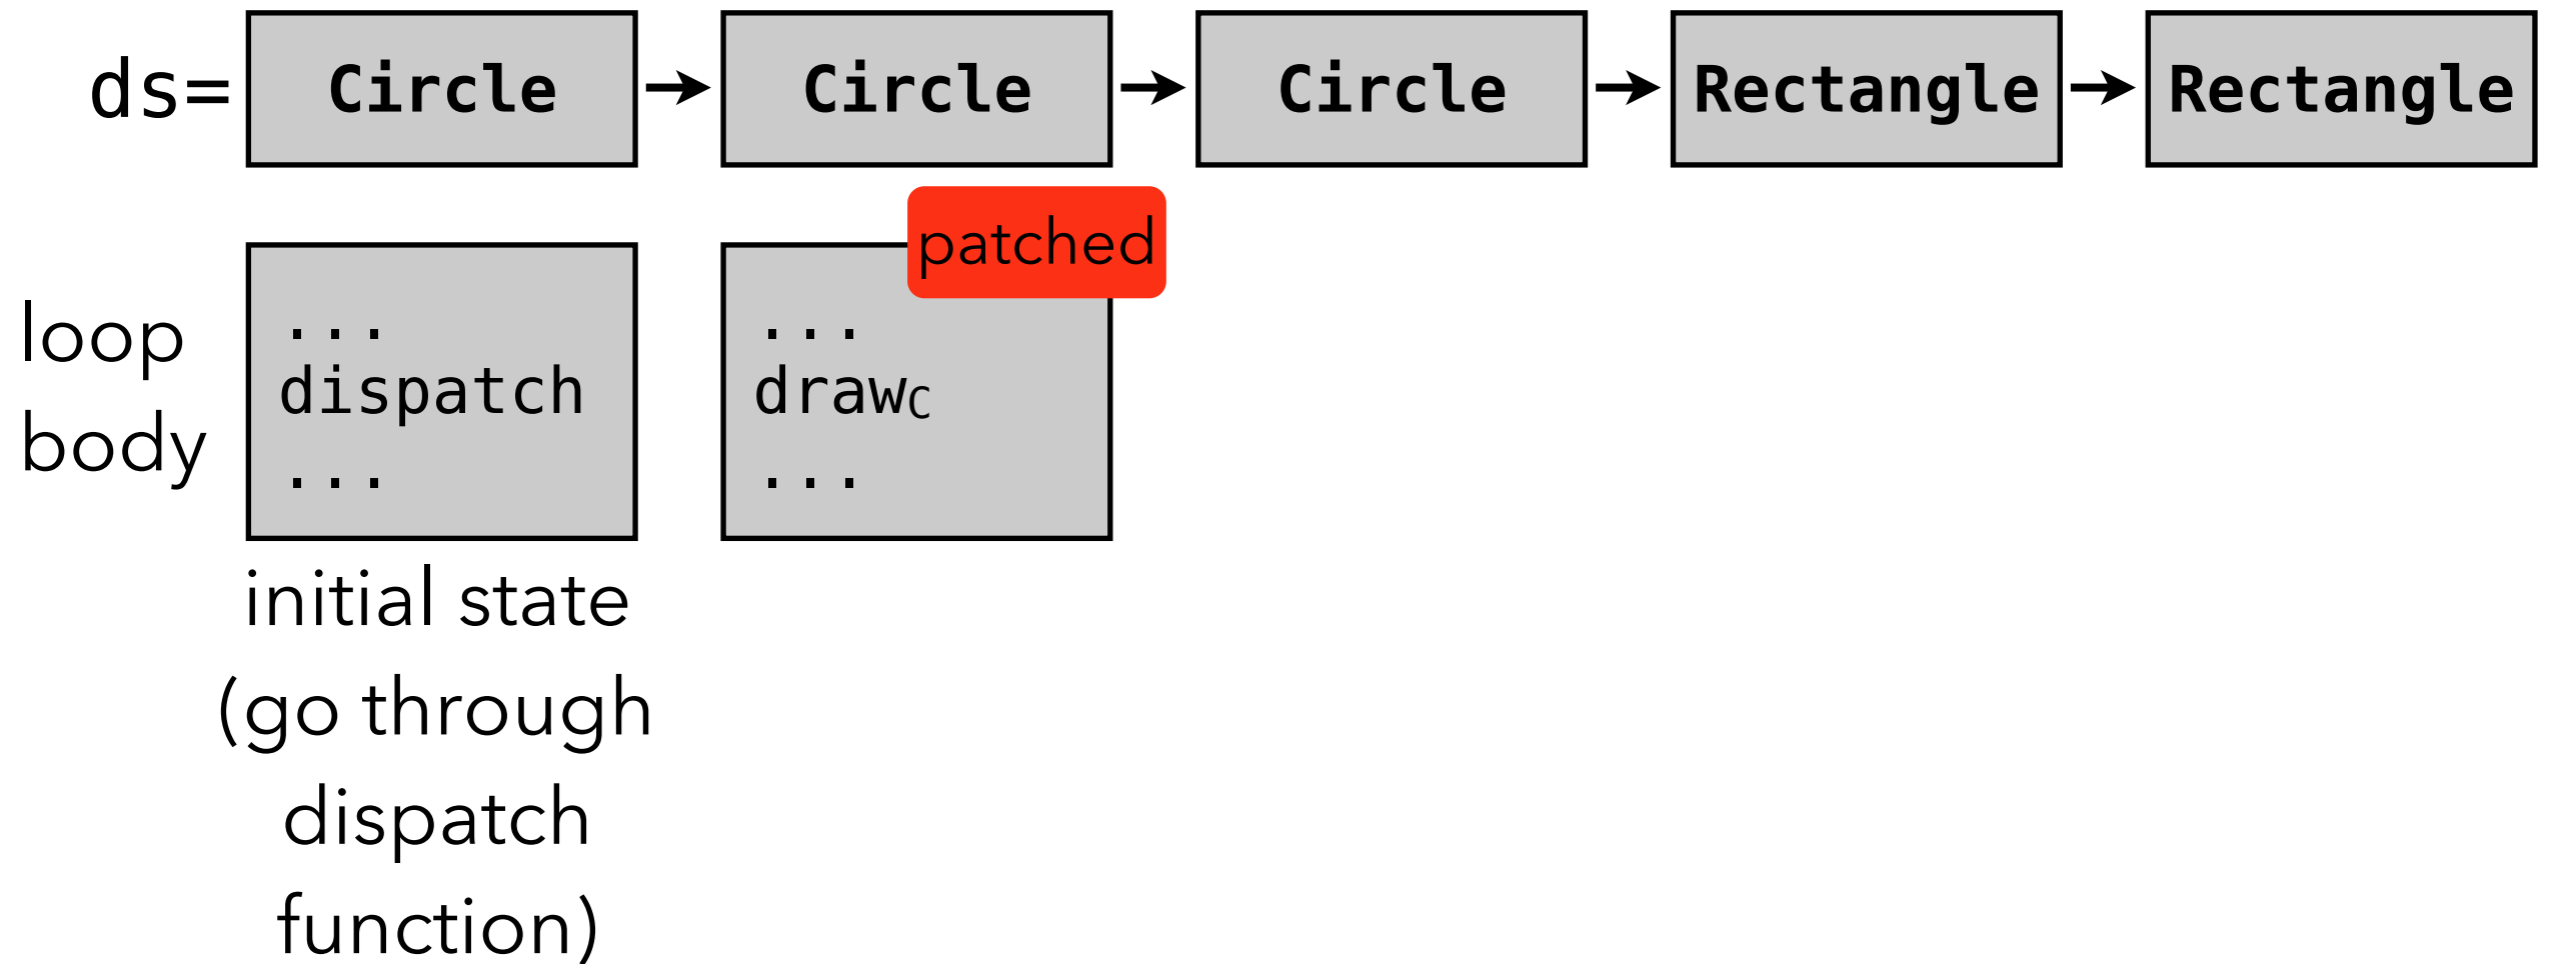 ds= Circle Circle Circle Rectangle Rectangle
patched
loop
body
...
dispatch
...
...
drawC
...
initial state
(go through
dispatch
function)